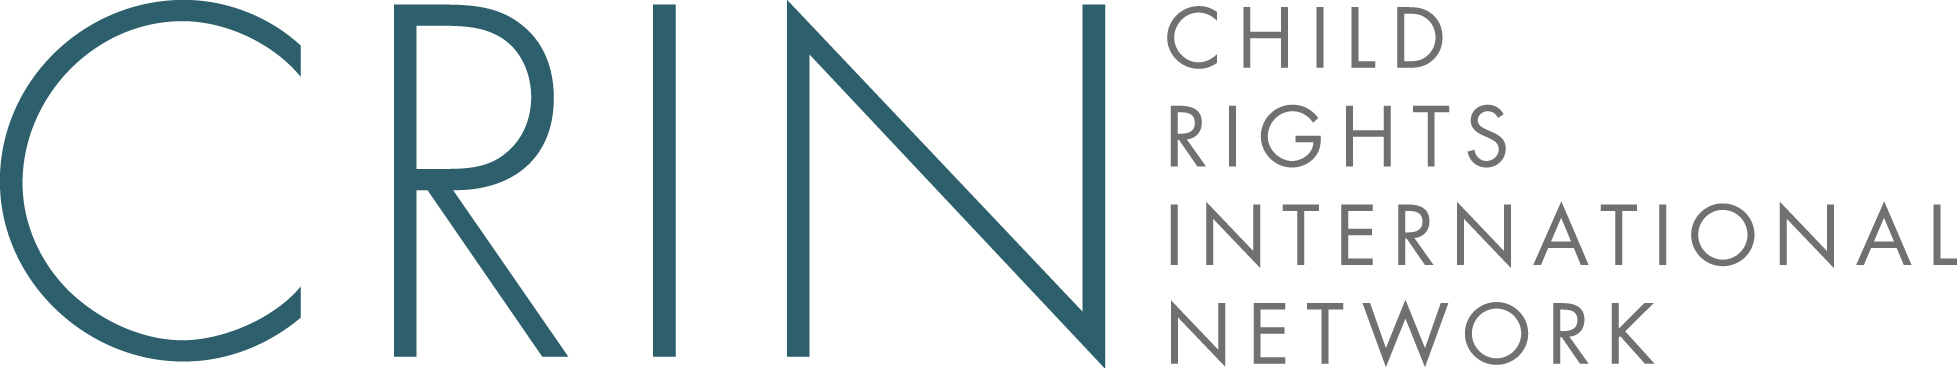 CRIN
CHILD
RIGHTS
INTERNATIONAL
NETWORK